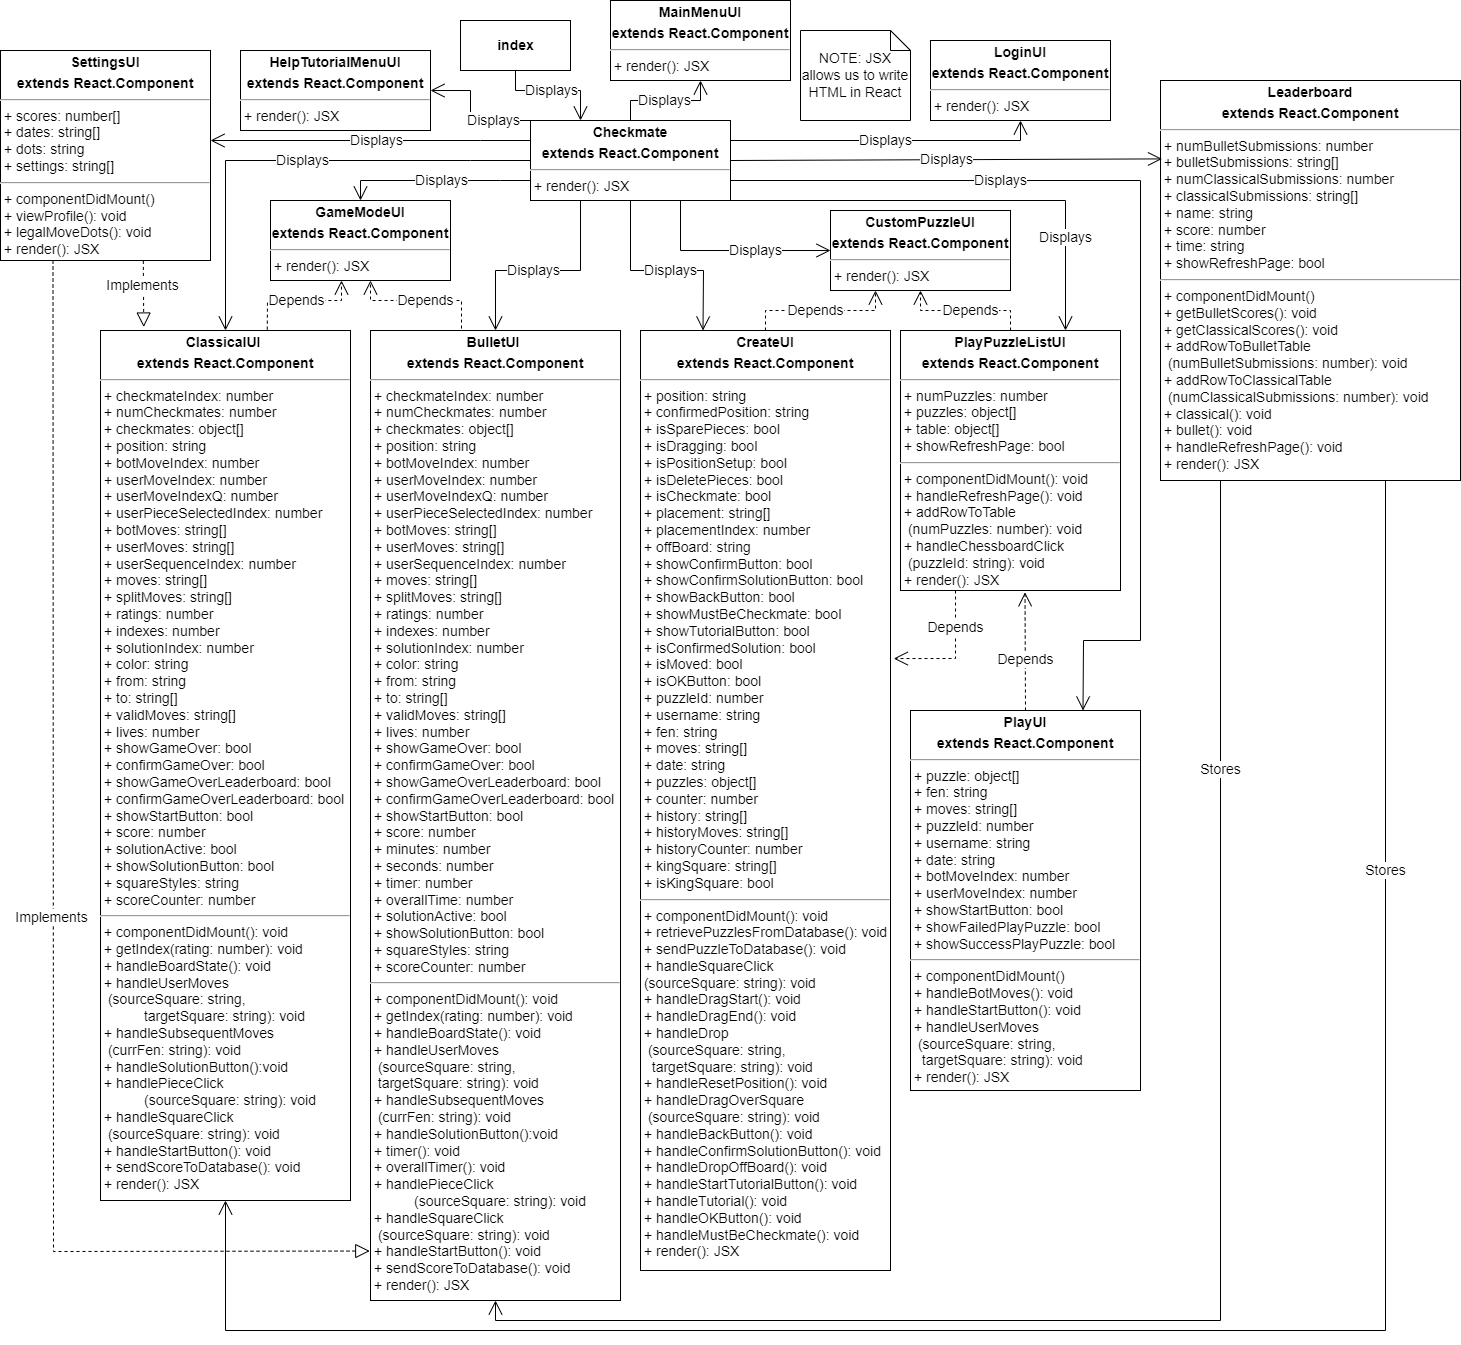 MainMenuUI
extends React.Component
+ render(): JSX
index
NOTE: JSX
allows us to write
HTML in React
LoginUI
extends React.Component
+ render(): JSX
SettingsUI
extends React.Component
+ scores: number[]
+ dates: string[]
+ dots: string
+ settings: string[]
+ componentDidMount()
+ viewProfile(): void
+ legalMoveDots(): void
+ render(): JSX
HelpTutorialMenuUI
extends React.Component
+ render(): JSX
Displays
Displays
Displays
Checkmate
extends React.Component
+ render(): JSX
Displays
Displays
Displays
Displays
Displays
Displays
Displays
Displays
Displays
Displays
Leaderboard
extends React.Component
+ numBulletSubmissions: number
+ bulletSubmissions: string[]
+ numClassicalSubmissions: number
+ classicalSubmissions: string[]
+ name: string
+ score: number
+ time: string
+ showRefreshPage: bool
+ componentDidMount()
+ getBulletScores(): void
+ getClassicalScores(): void
+ addRowToBulletTable
(numBulletSubmissions: number): void
+ addRowToClassicalTable
(numClassicalSubmissions: number): void
+ classical(): void
+ bullet(): void
+ handleRefreshPage(): void
+ render(): JSX
GameModeUI
extends React.Component
+ render(): JSX
CustomPuzzleUI
extends React.Component
+ render(): JSX
Implements
Depends
Depends
Depends
Depends
ClassicalUI
extends React.Component
+ checkmateIndex: number
+ numCheckmates: number
+ checkmates: object[]
+ position: string
+ botMoveIndex: number
+ userMoveIndex: number
+ userMoveIndexQ: number
+ userPieceSelectedIndex: number
+ botMoves: string[]
+ userMoves: string[]
+ userSequenceIndex: number
+ moves: string[]
+ splitMoves: string[]
+ ratings: number
+ indexes: number
+ solutionIndex: number
+ color: string
+ from: string
+ to: string[]
+ validMoves: string[]
+ lives: number
+ showGameOver: bool
+ confirmGameOver: bool
+ showGameOverLeaderboard: bool
+ confirmGameOverLeaderboard: bool
+ showStartButton: bool
+ score: number
+ solutionActive: bool
+ showSolutionButton: bool
+ squareStyles: string
+ scoreCounter: number
+ componentDidMount(): void
+ getIndex(rating: number): void
+ handleBoardState(): void
+ handleUserMoves
(sourceSquare: string,
targetSquare: string): void
+ handleSubsequentMoves
(currFen: string): void
+ handleSolutionButton():void
+ handlePieceClick
(sourceSquare: string): void
+ handleSquareClick
(sourceSquare: string): void
+ handleStartButton(): void
+ sendScoreToDatabase(): void
+ render(): JSX
BulletUI
extends React.Component
+ checkmateIndex: number
+ numCheckmates: number
+ checkmates: object[]
+ position: string
+ botMoveIndex: number
+ userMoveIndex: number
+ userMoveIndexQ: number
+ userPieceSelectedIndex: number
+ botMoves: string[]
+ userMoves: string[]
+ userSequenceIndex: number
+ moves: string[]
+ splitMoves: string[]
+ ratings: number
+ indexes: number
+ solutionIndex: number
+ color: string
+ from: string
+ to: string[]
+ validMoves: string[]
+ lives: number
+ showGameOver: bool
+ confirmGameOver: bool
+ showGameOverLeaderboard: bool
+ confirmGameOverLeaderboard: bool
+ showStartButton: bool
+ score: number
+ minutes: number
+ seconds: number
+ timer: number
+ overallTime: number
+ solutionActive: bool
+ showSolutionButton: bool
+ squareStyles: string
+ scoreCounter: number
+ componentDidMount(): void
+ getIndex(rating: number): void
+ handleBoardState(): void
+ handleUserMoves
(sourceSquare: string,
targetSquare: string): void
+ handleSubsequentMoves
(currFen: string): void
+ handleSolutionButton():void
+ timer(): void
+ overallTimer(): void
+ handlePieceClick
(sourceSquare: string): void
+ handleSquareClick
(sourceSquare: string): void
+ handleStartButton(): void
+ sendScoreToDatabase(): void
+ render(): JSX
CreateUI
extends React.Component
+ position: string
+ confirmedPosition: string
+ isSparePieces: bool
+ isDragging: bool
+ isPositionSetup: bool
+ isDeletePieces: bool
+ isCheckmate: bool
+ placement: string[]
+ placementIndex: number
+ offBoard: string
+ showConfirmButton: bool
+ showConfirmSolutionButton: bool
+ showBackButton: bool
+ showMustBeCheckmate: bool
+ showTutorialButton: bool
+ isConfirmedSolution: bool
+ isMoved: bool
+ isOKButton: bool
+ puzzleId: number
+ username: string
+ fen: string
+ moves: string[]
+ date: string
+ puzzles: object[]
+ counter: number
+ history: string[]
+ historyMoves: string[]
+ historyCounter: number
+ kingSquare: string[]
+ isKingSquare: bool
+ componentDidMount(): void
+ retrievePuzzlesFromDatabase(): void
+ sendPuzzleToDatabase(): void
+ handleSquareClick
(sourceSquare: string): void
+ handleDragStart(): void
+ handleDragEnd(): void
+ handleDrop
(sourceSquare: string,
targetSquare: string): void
+ handleResetPosition(): void
+ handleDragOverSquare
(sourceSquare: string): void
+ handleBackButton(): void
+ handleConfirmSolutionButton(): void
+ handleDropOffBoard(): void
+ handleStartTutorialButton(): void
+ handleTutorial(): void
+ handleOKButton(): void
+ handleMustBeCheckmate(): void
+ render(): JSX
PlayPuzzleListUI
extends React.Component
+ numPuzzles: number
+ puzzles: object[]
+ table: object[]
+ showRefreshPage: bool
+ componentDidMount(): void
+ handleRefreshPage(): void
+ addRowToTable
(numPuzzles: number): void
+ handleChessboardClick
(puzzleId: string): void
+ render(): JSX
Depends
Depends
PlayUI
extends React.Component
+ puzzle: object[]
+ fen: string
+ moves: string[]
+ puzzleId: number
+ username: string
+ date: string
+ botMoveIndex: number
+ userMoveIndex: number
+ showStartButton: bool
+ showFailedPlayPuzzle: bool
+ showSuccessPlayPuzzle: bool
+ componentDidMount()
+ handleBotMoves(): void
+ handleStartButton(): void
+ handleUserMoves
(sourceSquare: string,
targetSquare: string): void
+ render(): JSX
Stores
Stores
Implements